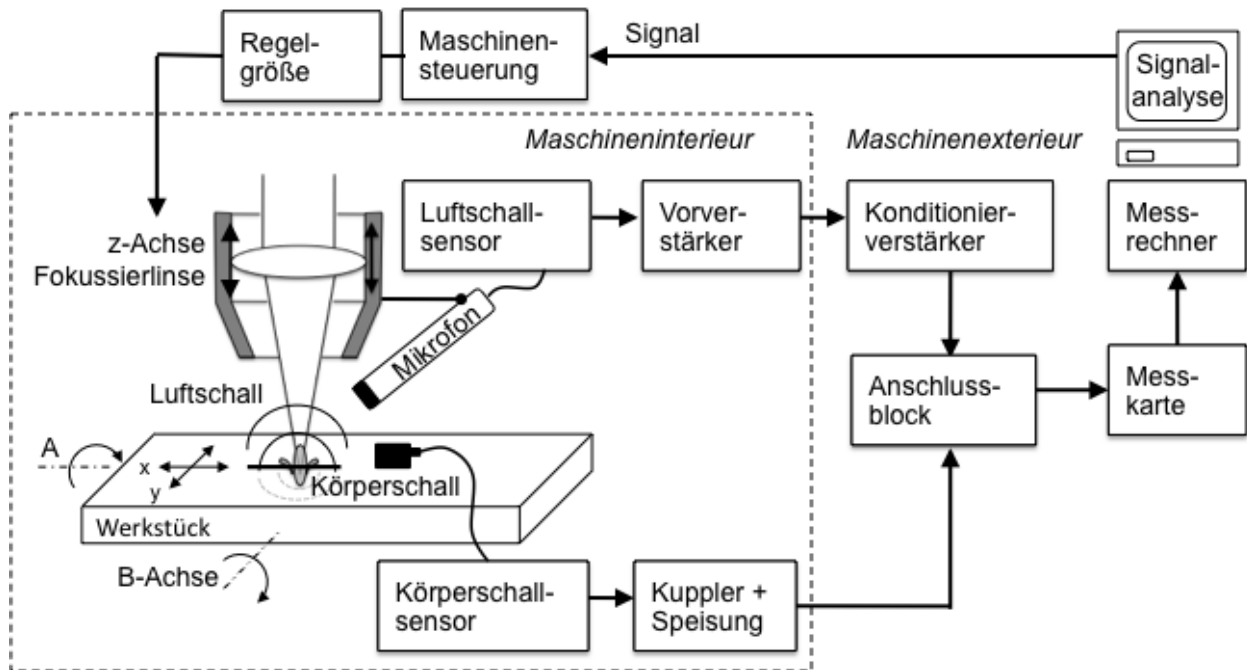 Regel-
größe
Maschinen-
steuerung
Signal
Signal-
analyse
Maschineninterieur
Maschinenexterieur
z-Achse
Fokussierlinse
Luftschall-
sensor
Vorver-
stärker
Konditionier-
verstärker
Mess-
rechner
Mikrofon
Luftschall
Anschluss-
block
Mess-
karte
A
x
y
Körperschall
Werkstück
B-Achse
Körperschall-
sensor
Kuppler +
Speisung